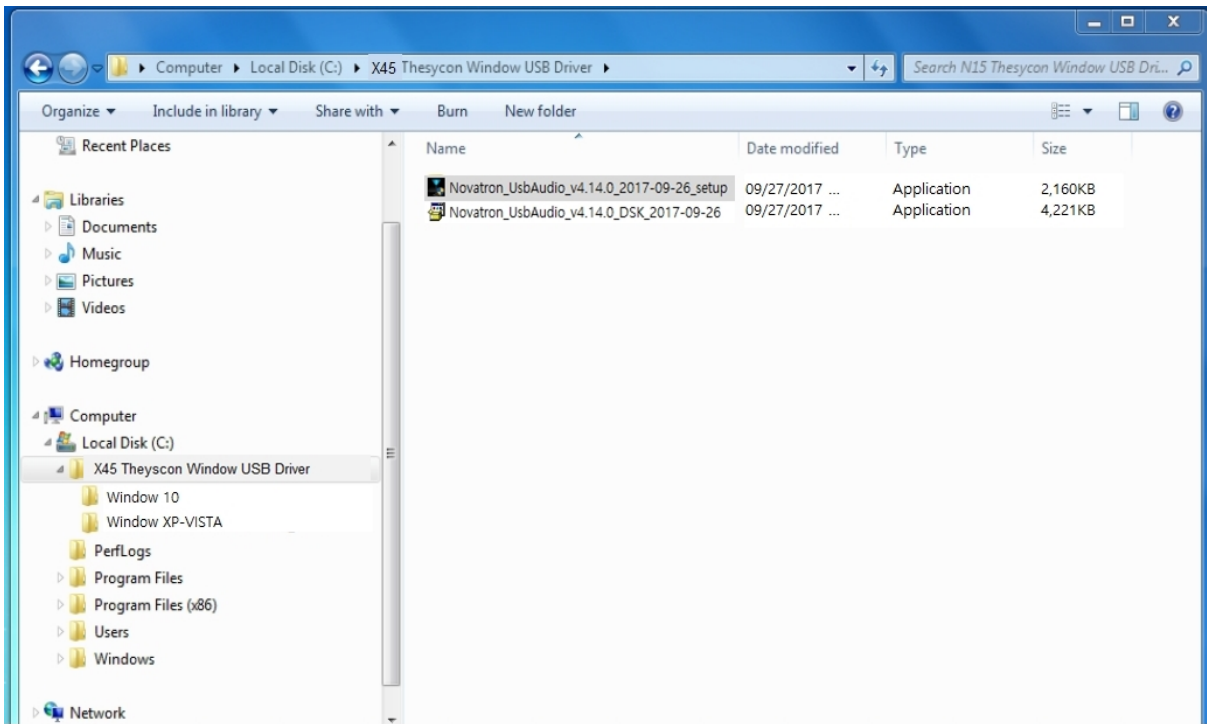 Computer ▸ Local Disk (C:) ▸ X45 Thesycon Window USB Driver ▸
Search N15 Thesycon Window USB Dri...
Organize Include in library Share with Burn New folder
Recent Places
Libraries
Documents
Music
Pictures
Videos
Homegroup
Computer
Local Disk (C:)
X45 Theyscon Window USB Driver
Window 10
Window XP-VISTA
PerfLogs
Program Files
Program Files (x86)
Users
Windows
Network
Name Date modified Type Size
Novatron_UsbAudio_v4.14.0_2017-09-26_setup 09/27/2017 ... Application 2,160KB
Novatron_UsbAudio_v4.14.0_DSK_2017-09-26 09/27/2017 ... Application 4,221KB